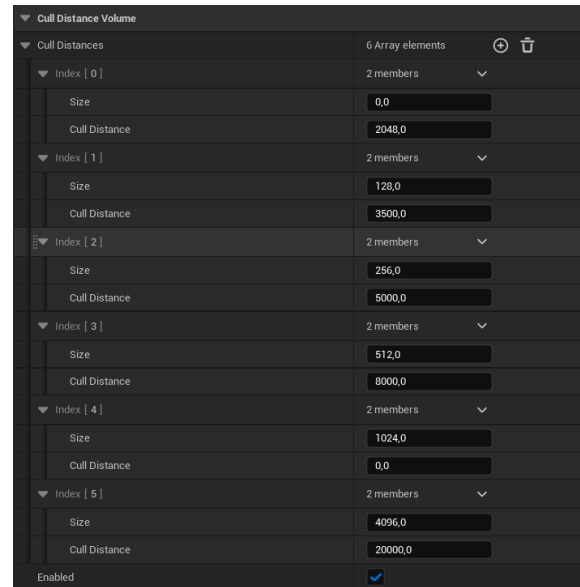 Cull Distance Volume
Cull Distances 6 Array elements
Index [ 0 ] 2 members
Size 0,0
Cull Distance 2048,0
Index [ 1 ] 2 members
Size 128,0
Cull Distance 3500,0
Index [ 2 ] 2 members
Size 256,0
Cull Distance 5000,0
Index [ 3 ] 2 members
Size 512,0
Cull Distance 8000,0
Index [ 4 ] 2 members
Size 1024,0
Cull Distance 0,0
Index [ 5 ] 2 members
Size 4096,0
Cull Distance 20000,0
Enabled